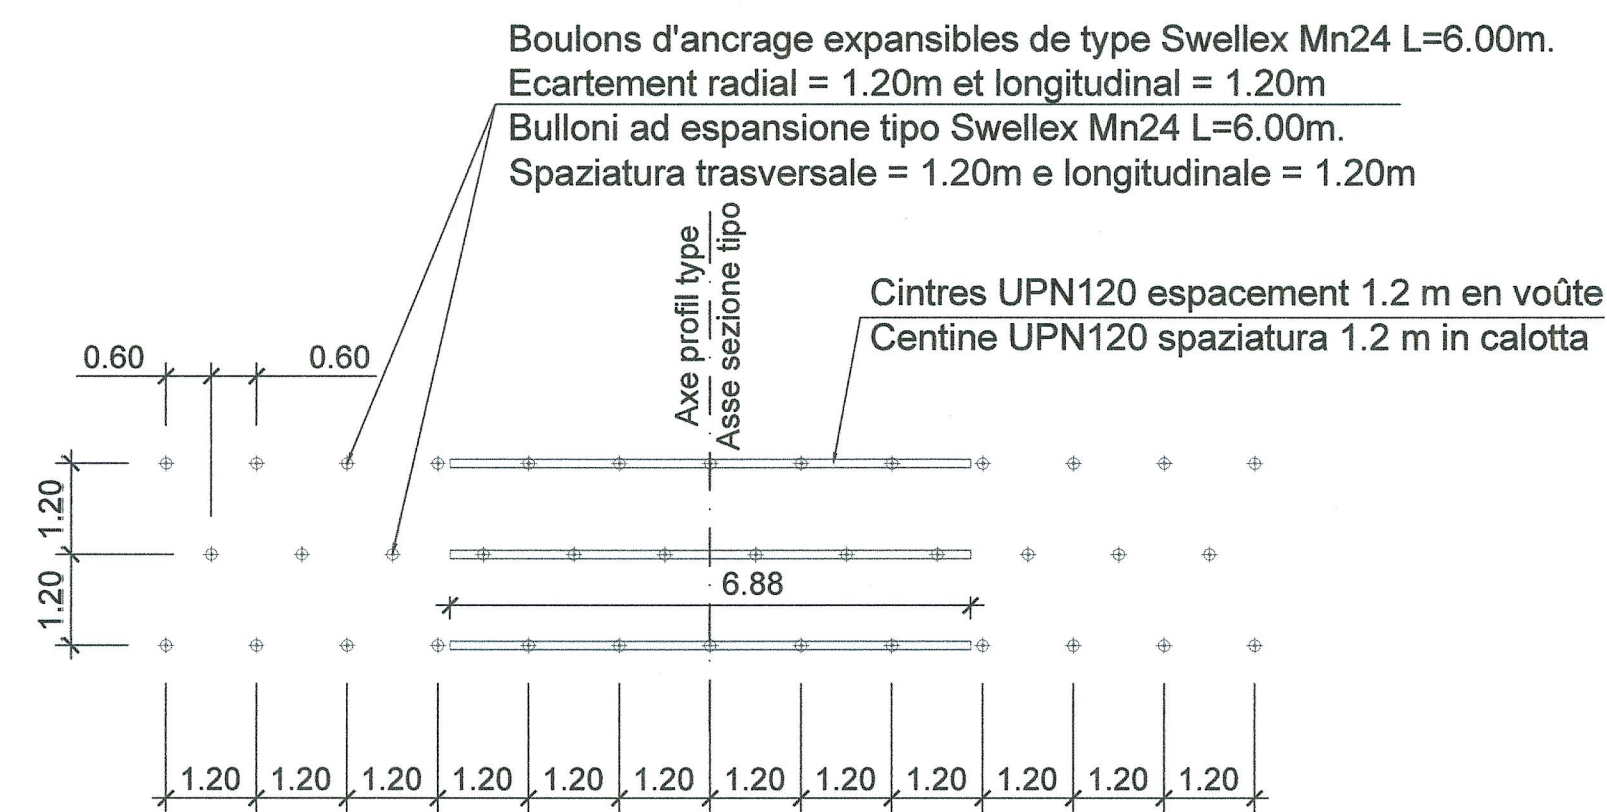 Boulons d'ancrage expansibles de type Swellex Mn24 L=6.00m.
Ecartement radial = 1.20m et longitudinal = 1.20m
Bulloni ad espansione tipo Swellex Mn24 L=6.00m.
Spaziatura trasversale = 1.20m e longitudinale = 1.20m
Axe profil type
Asse sezione tipo
Cintres UPN120 espacement 1.2 m en voûte
Centine UPN120 spaziatura 1.2 m in calotta
0.60
0.60
1.20
1.20
6.88
1.20 1.20 1.20 1.20 1.20 1.20 1.20 1.20 1.20 1.20 1.20 1.20